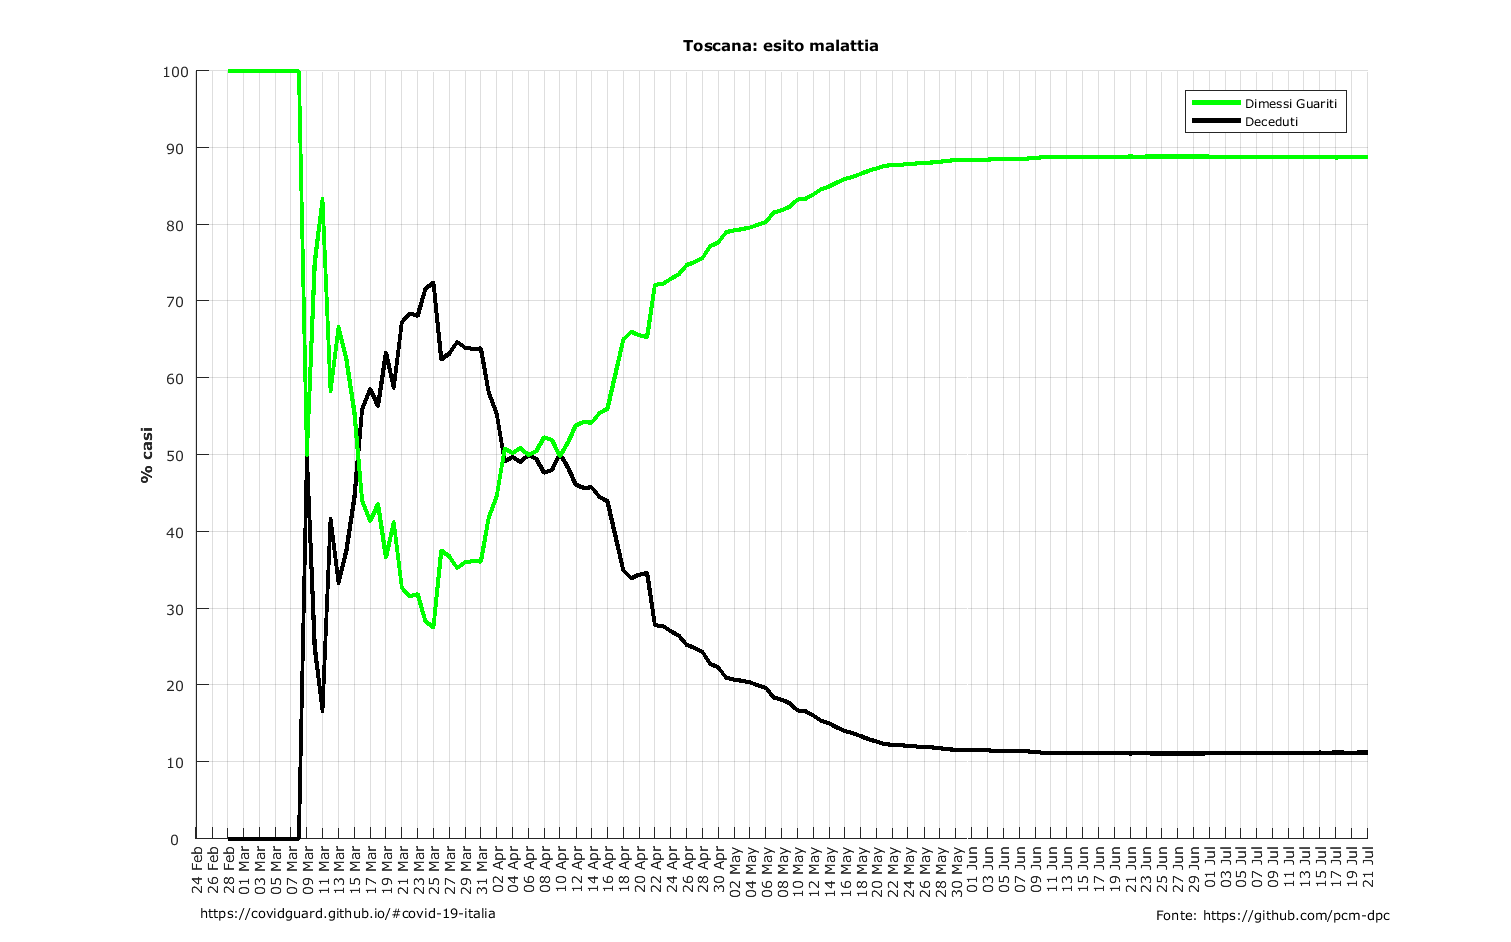 Toscana: esito malattia
Dimessi Guariti
Deceduti
% casi
100
90
80
70
60
50
40
30
20
10
0
24 Feb
26 Feb
28 Feb
01 Mar
03 Mar
05 Mar
07 Mar
09 Mar
11 Mar
13 Mar
15 Mar
17 Mar
19 Mar
21 Mar
23 Mar
25 Mar
27 Mar
29 Mar
31 Mar
02 Apr
04 Apr
06 Apr
08 Apr
10 Apr
12 Apr
14 Apr
16 Apr
18 Apr
20 Apr
22 Apr
24 Apr
26 Apr
28 Apr
30 Apr
02 May
04 May
06 May
08 May
10 May
12 May
14 May
16 May
18 May
20 May
22 May
24 May
26 May
28 May
30 May
01 Jun
03 Jun
05 Jun
07 Jun
09 Jun
11 Jun
13 Jun
15 Jun
17 Jun
19 Jun
21 Jun
23 Jun
25 Jun
27 Jun
29 Jun
01 Jul
03 Jul
05 Jul
07 Jul
09 Jul
11 Jul
13 Jul
15 Jul
17 Jul
19 Jul
21 Jul
https://covidguard.github.io/#covid-19-italia
Fonte: https://github.com/pcm-dpc